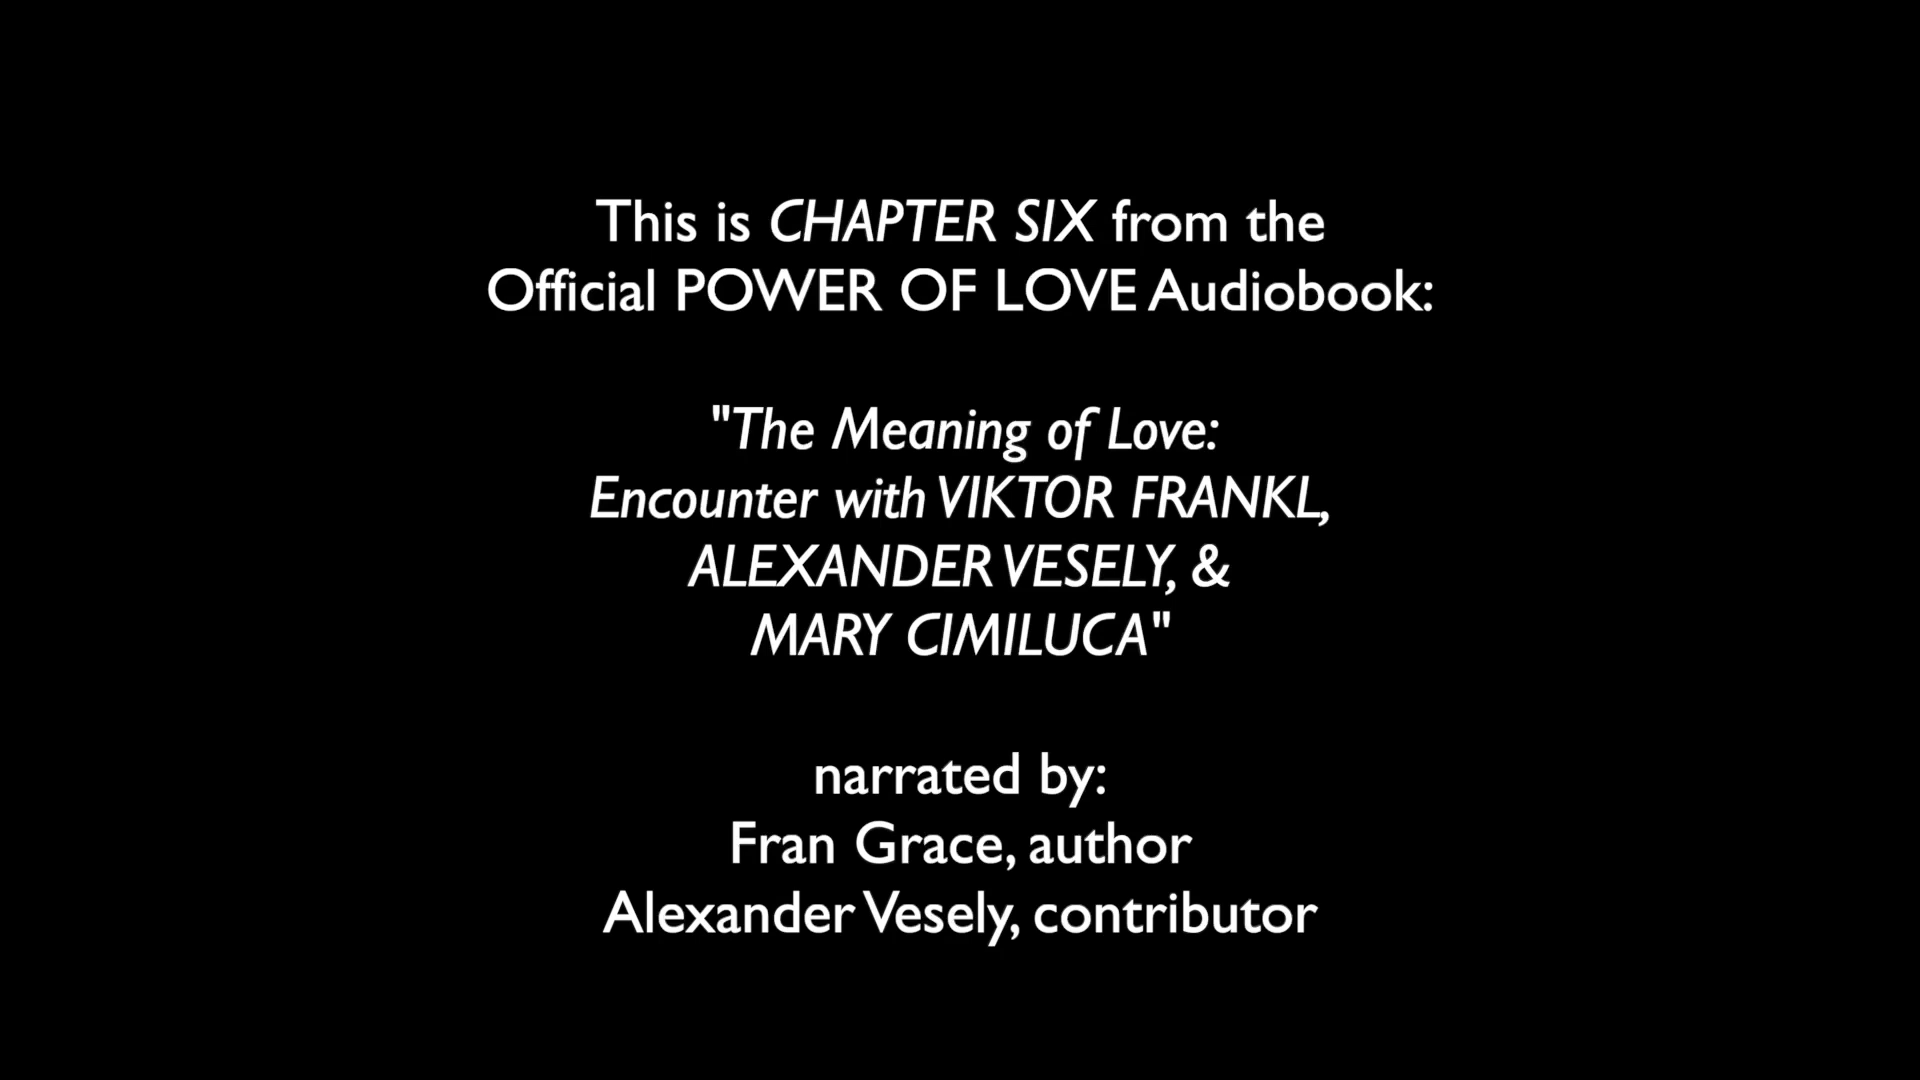 This is CHAPTER SIX from the
Official POWER OF LOVE Audiobook:
"The Meaning of Love:
Encounter with VIKTOR FRANKL,
ALEXANDER VESELY, &
MARY CIMILUCA"
narrated by:
Fran Grace, author
Alexander Vesely, contributor